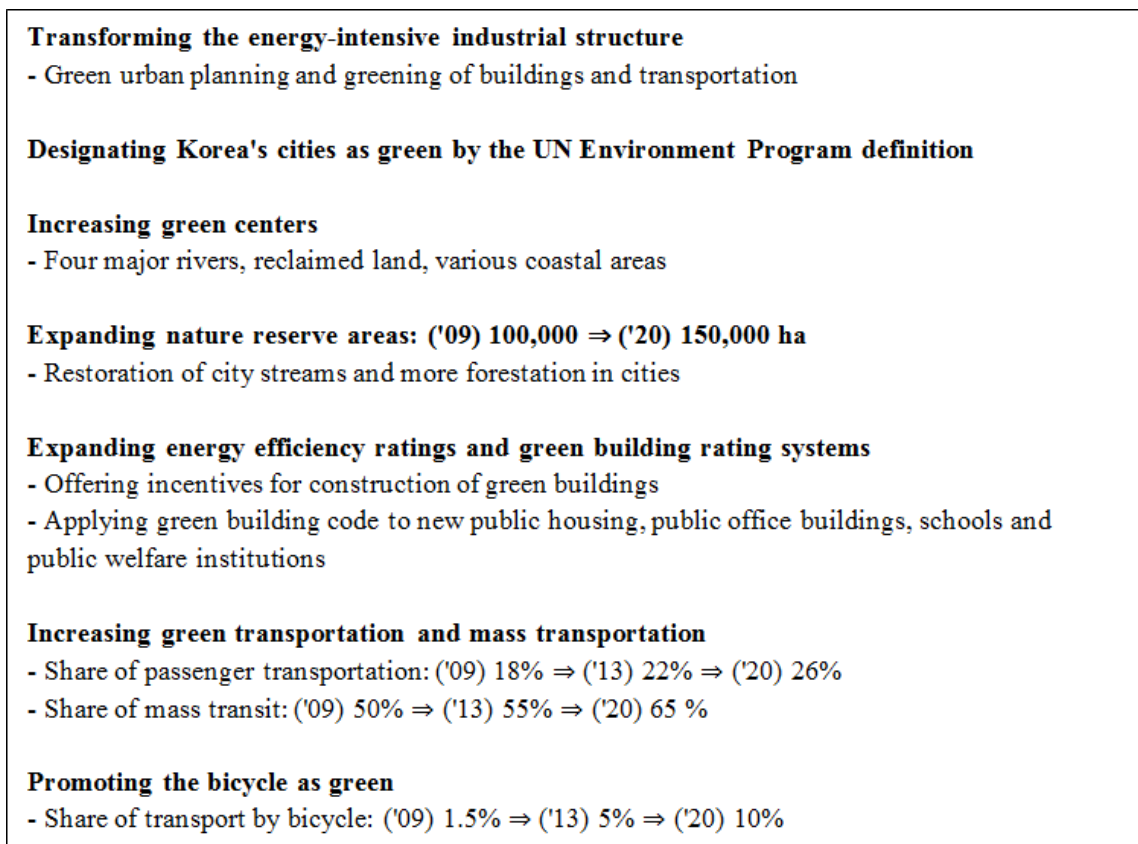 Transforming the energy-intensive industrial structure
- Green urban planning and greening of buildings and transportation
Designating Korea's cities as green by the UN Environment Program definition
Increasing green centers
- Four major rivers, reclaimed land, various coastal areas
Expanding nature reserve areas: ('09) 100,000 ⇒ ('20) 150,000 ha
- Restoration of city streams and more forestation in cities
Expanding energy efficiency ratings and green building rating systems
- Offering incentives for construction of green buildings
- Applying green building code to new public housing, public office buildings, schools and
public welfare institutions
Increasing green transportation and mass transportation
- Share of passenger transportation: ('09) 18% ⇒ ('13) 22% ⇒ ('20) 26%
- Share of mass transit: ('09) 50% ⇒ ('13) 55% ⇒ ('20) 65 %
Promoting the bicycle as green
- Share of transport by bicycle: ('09) 1.5% ⇒ ('13) 5% ⇒ ('20) 10%